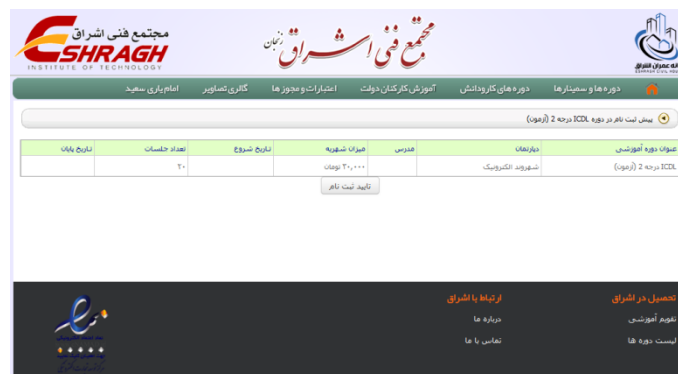 مجتمع فنی اشراق
ESHRAGH
INSTITUTE OF TECHNOLOGY
مجتمع فنی اشراق زنجان
دوره ها و سمینارها
دوره های کارودانش
آموزش کارکنان دولت
اعتبارات و مجوز ها
گالری تصاویر
امام یاری سعید
پیش ثبت نام در دوره ICDL درجه 2 (آزمون)
عنوان دوره آموزشی دپارتمان مدرس میزان شهریه تاریخ شروع تعداد جلسات تاریخ پایان
ICDL درجه 2 (آزمون) شهروند الکترونیک ۲۰,۰۰۰ تومان ۲۰
تایید ثبت نام
تحصیل در اشراق
تقویم آموزشی
لیست دوره ها
ارتباط با اشراق
درباره ما
تماس با ما